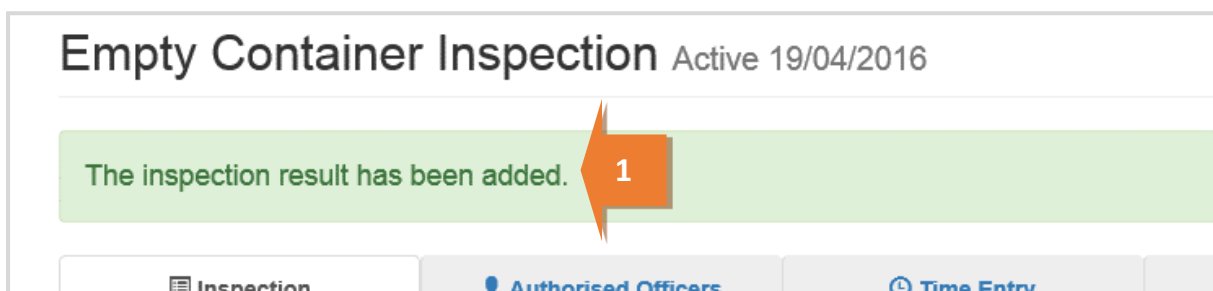 Empty Container Inspection Active 19/04/2016
The inspection result has been added. 1
Inspection Authorised Officers Time Entry